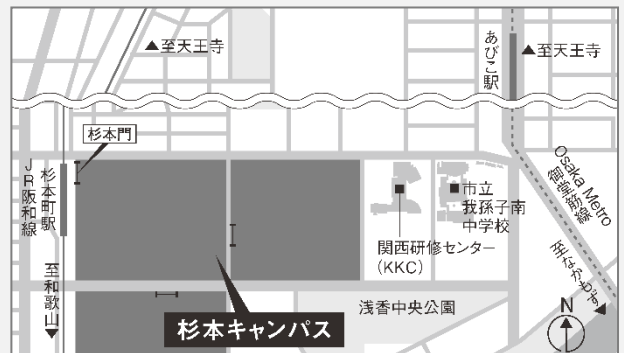 ▲至天王寺
あびこ駅
▲至天王寺
杉本門
JR阪和線
杉本町駅
至和歌山▼
市立
我孫子南
中学校
関西研修センター
(KKC)
Osaka Metro
御堂筋線
至なかもず▼
浅香中央公園
杉本キャンパス
N